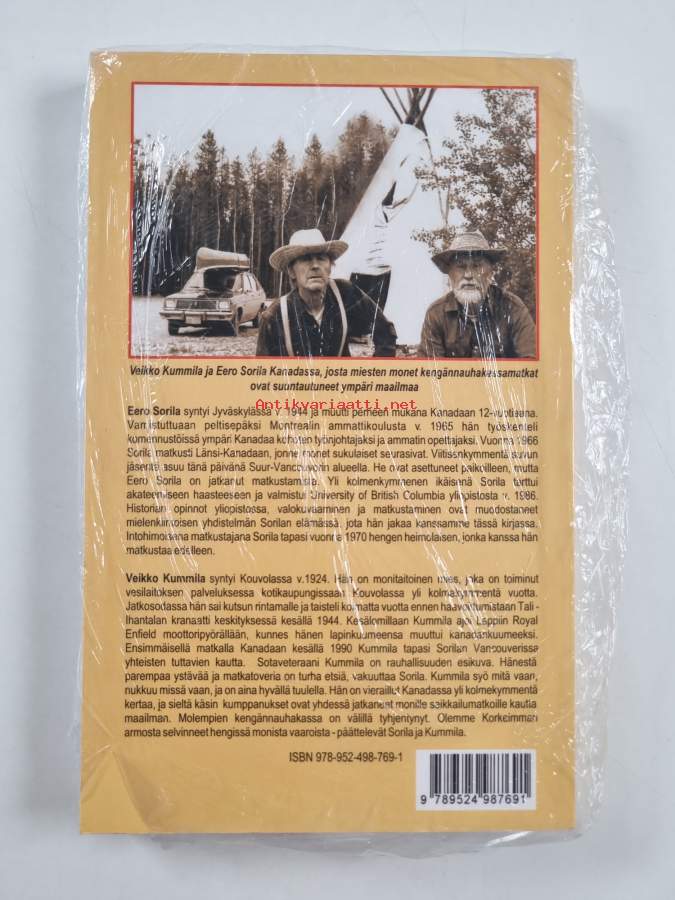 Veikko Kummila ja Eero Sorila Kanadassa, josta miesten monet kengännauhakessamatkat
ovat suuntautuneet ympäri maailmaa
Antikvariaatti.net
Eero Sorila syntyi Jyväskylässä v. 1944 ja muutti perheen mukana Kanadaan 12-vuotiaana.
Varmistuttuaan peltisepäksi Montrealin ammattikoulusta v. 1965 hän työskenteli
komennustöissä ympäri Kanadaa kohoten työnjohtajaksi ja ammatin opettajaksi. Vuonna 1966
Sorila matkusti Länsi-Kanadaan, jonne monet sukulaiset seurasivat. Viitisenkymmentä suvun
jäsentä asuu tänä päivänä Suur-Vancouverin alueella. He ovat asettuneet paikoilleen, mutta
Eero Sorila on jatkanut matkustamista. Yli kolmenkymmenen ikäisenä Sorila tarttui
akateemiseen haasteeseen ja valmistui University of British Columbia yliopistosta v. 1986.
Historian opinnot yliopistossa, valokuvaaminen ja matkustaminen ovat muodostaneet
mielenkiintoisen yhdistelmän Sorilan elämässä, jota hän jakaa kanssamme tässä kirjassa.
Intohimoisena matkustajana Sorila tapasi vuonna 1970 hengen heimolaisen, jonka kanssa hän
matkustaa edelleen.
Veikko Kummila syntyi Kouvolassa v.1924. Hän on monitaitoinen mies, joka on toiminut
vesilaitoksen palveluksessa kotikaupungissaan Kouvolassa yli kolmekymmentä vuotta.
Jatkosodassa hän sai kutsun rintamalle ja taisteli kolmatta vuotta ennen haavoittumistaan Tali -
Ihantalan kranaatti keskityksessä kesällä 1944. Kesälomillaan Kummila ajoi Lappiin Royal
Enfield moottoripyörällään, kunnes hänen lapinkuumeensa muuttui kanadankuumeeksi.
Ensimmäisellä matkalla Kanadaan kesällä 1990 Kummila tapasi Sorilan Vancouverissa
yhteisten tuttavien kautta. Sotaveteraani Kummila on rauhallisuuden esikuva. Hänestä
parempaa ystävää ja matkatoveria on turha etsiä, vakuuttaa Sorila. Kummila syö mitä vaan,
nukkuu missä vaan, ja on aina hyvällä tuulella. Hän on vieraillut Kanadassa yli kolmekymmentä
kertaa, ja sieltä käsin kumppanukset ovat yhdessä jatkaneet monille seikkailumatkoille kautta
maailman. Molempien kengännauhakassa on välillä tyhjentynyt. Olemme Korkeimman
armosta selvinneet hengissä monista vaaroista - päättelevät Sorila ja Kummila.
ISBN 978-952-498-769-1
9 789524 987691